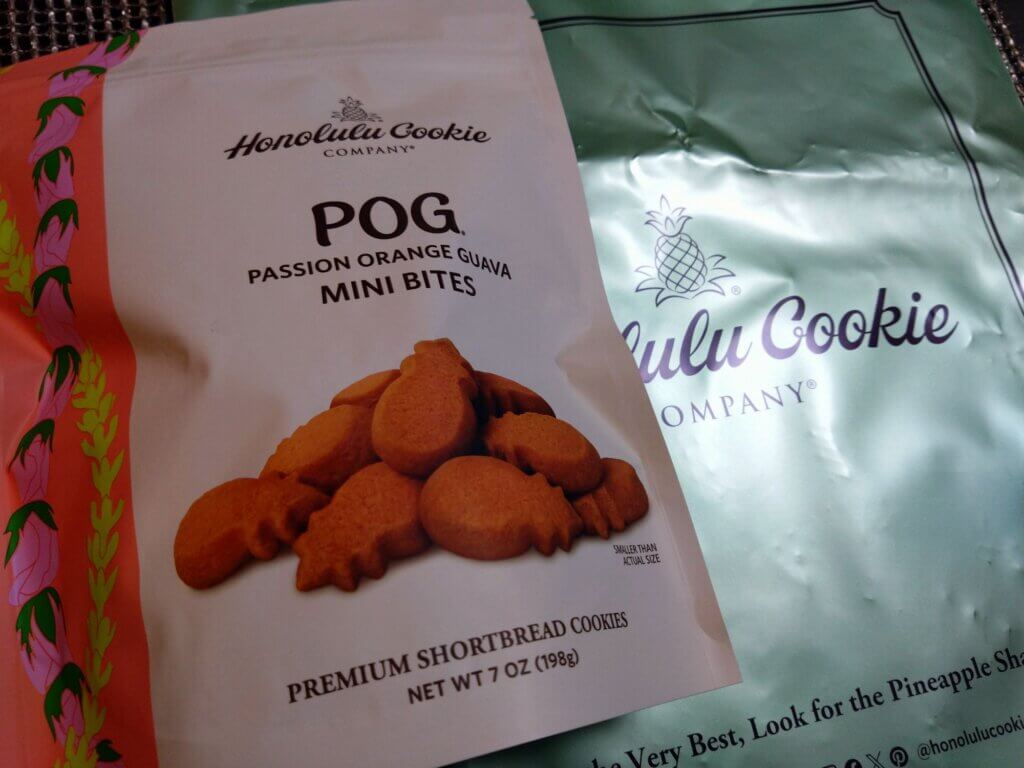 Honolulu Cookie
COMPANY®
POG
PASSION ORANGE GUAVA
MINI BITES
SMALLER THAN
ACTUAL SIZE
PREMIUM SHORTBREAD COOKIES
NET WT 7 OZ (198g)
®
lulu Cookie
OMPANY®
Very Best, Look for the Pineapple Sha
@honolulucooki